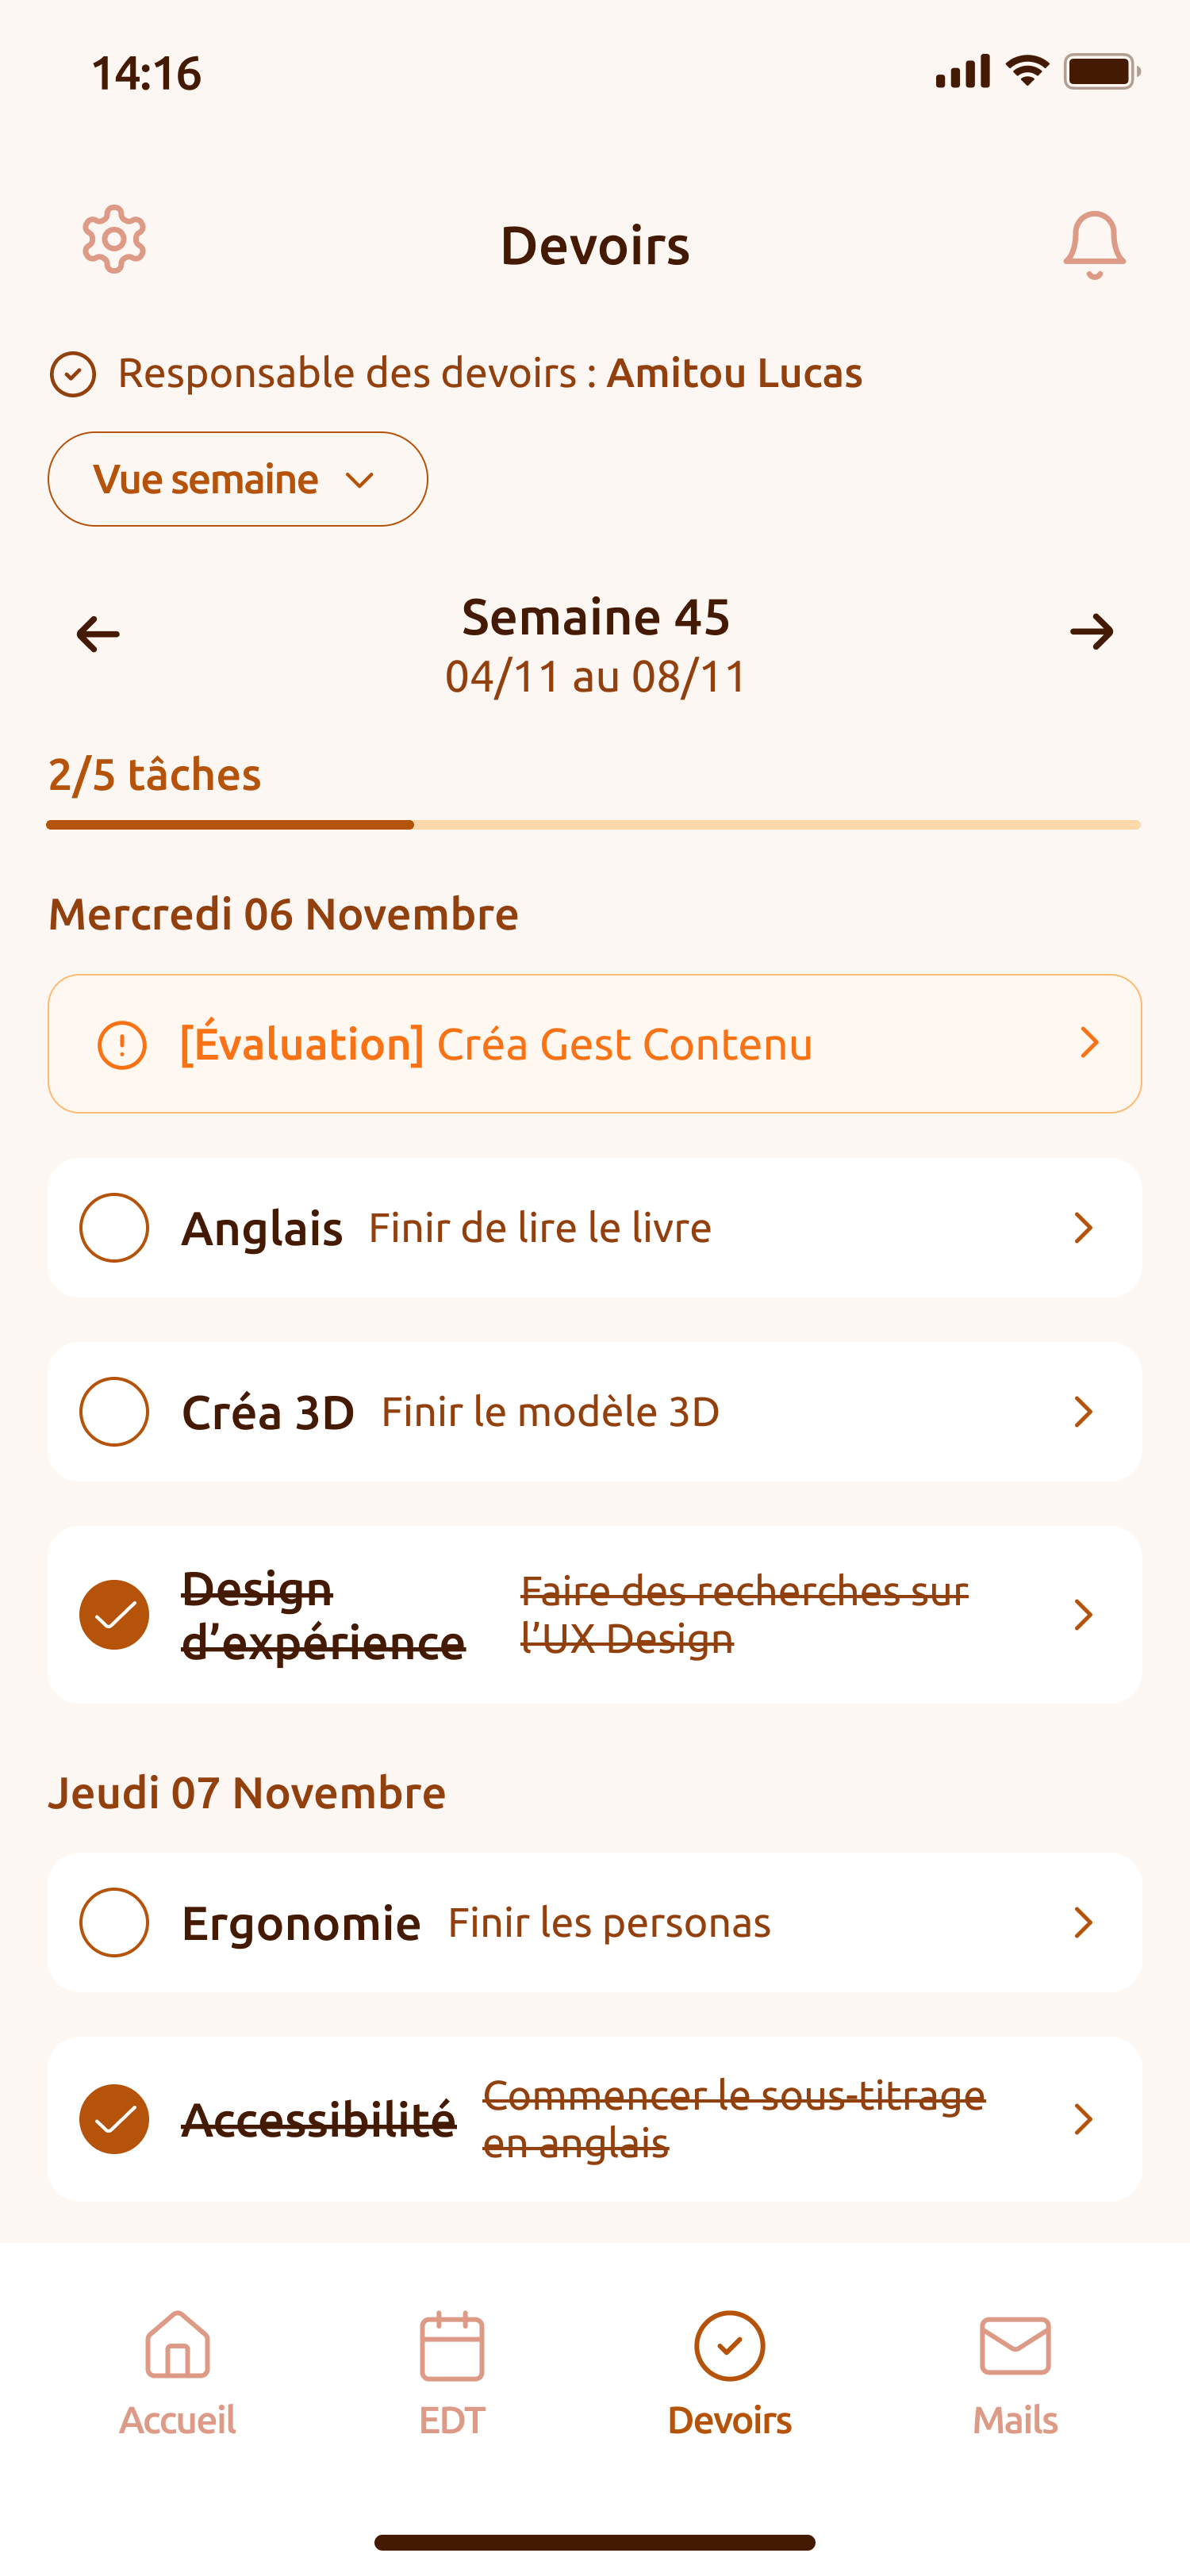 14:16
Devoirs
Responsable des devoirs : Amitou Lucas
Vue semaine
Semaine 45
04/11 au 08/11
2/5 tâches
Mercredi 06 Novembre
[Évaluation] Créa Gest Contenu
Anglais Finir de lire le livre
Créa 3D Finir le modèle 3D
Design
d’expérience
Faire des recherches sur
l’UX Design
Jeudi 07 Novembre
Ergonomie Finir les personas
Accessibilité
Commencer le sous-titrage
en anglais
Accueil EDT Devoirs Mails